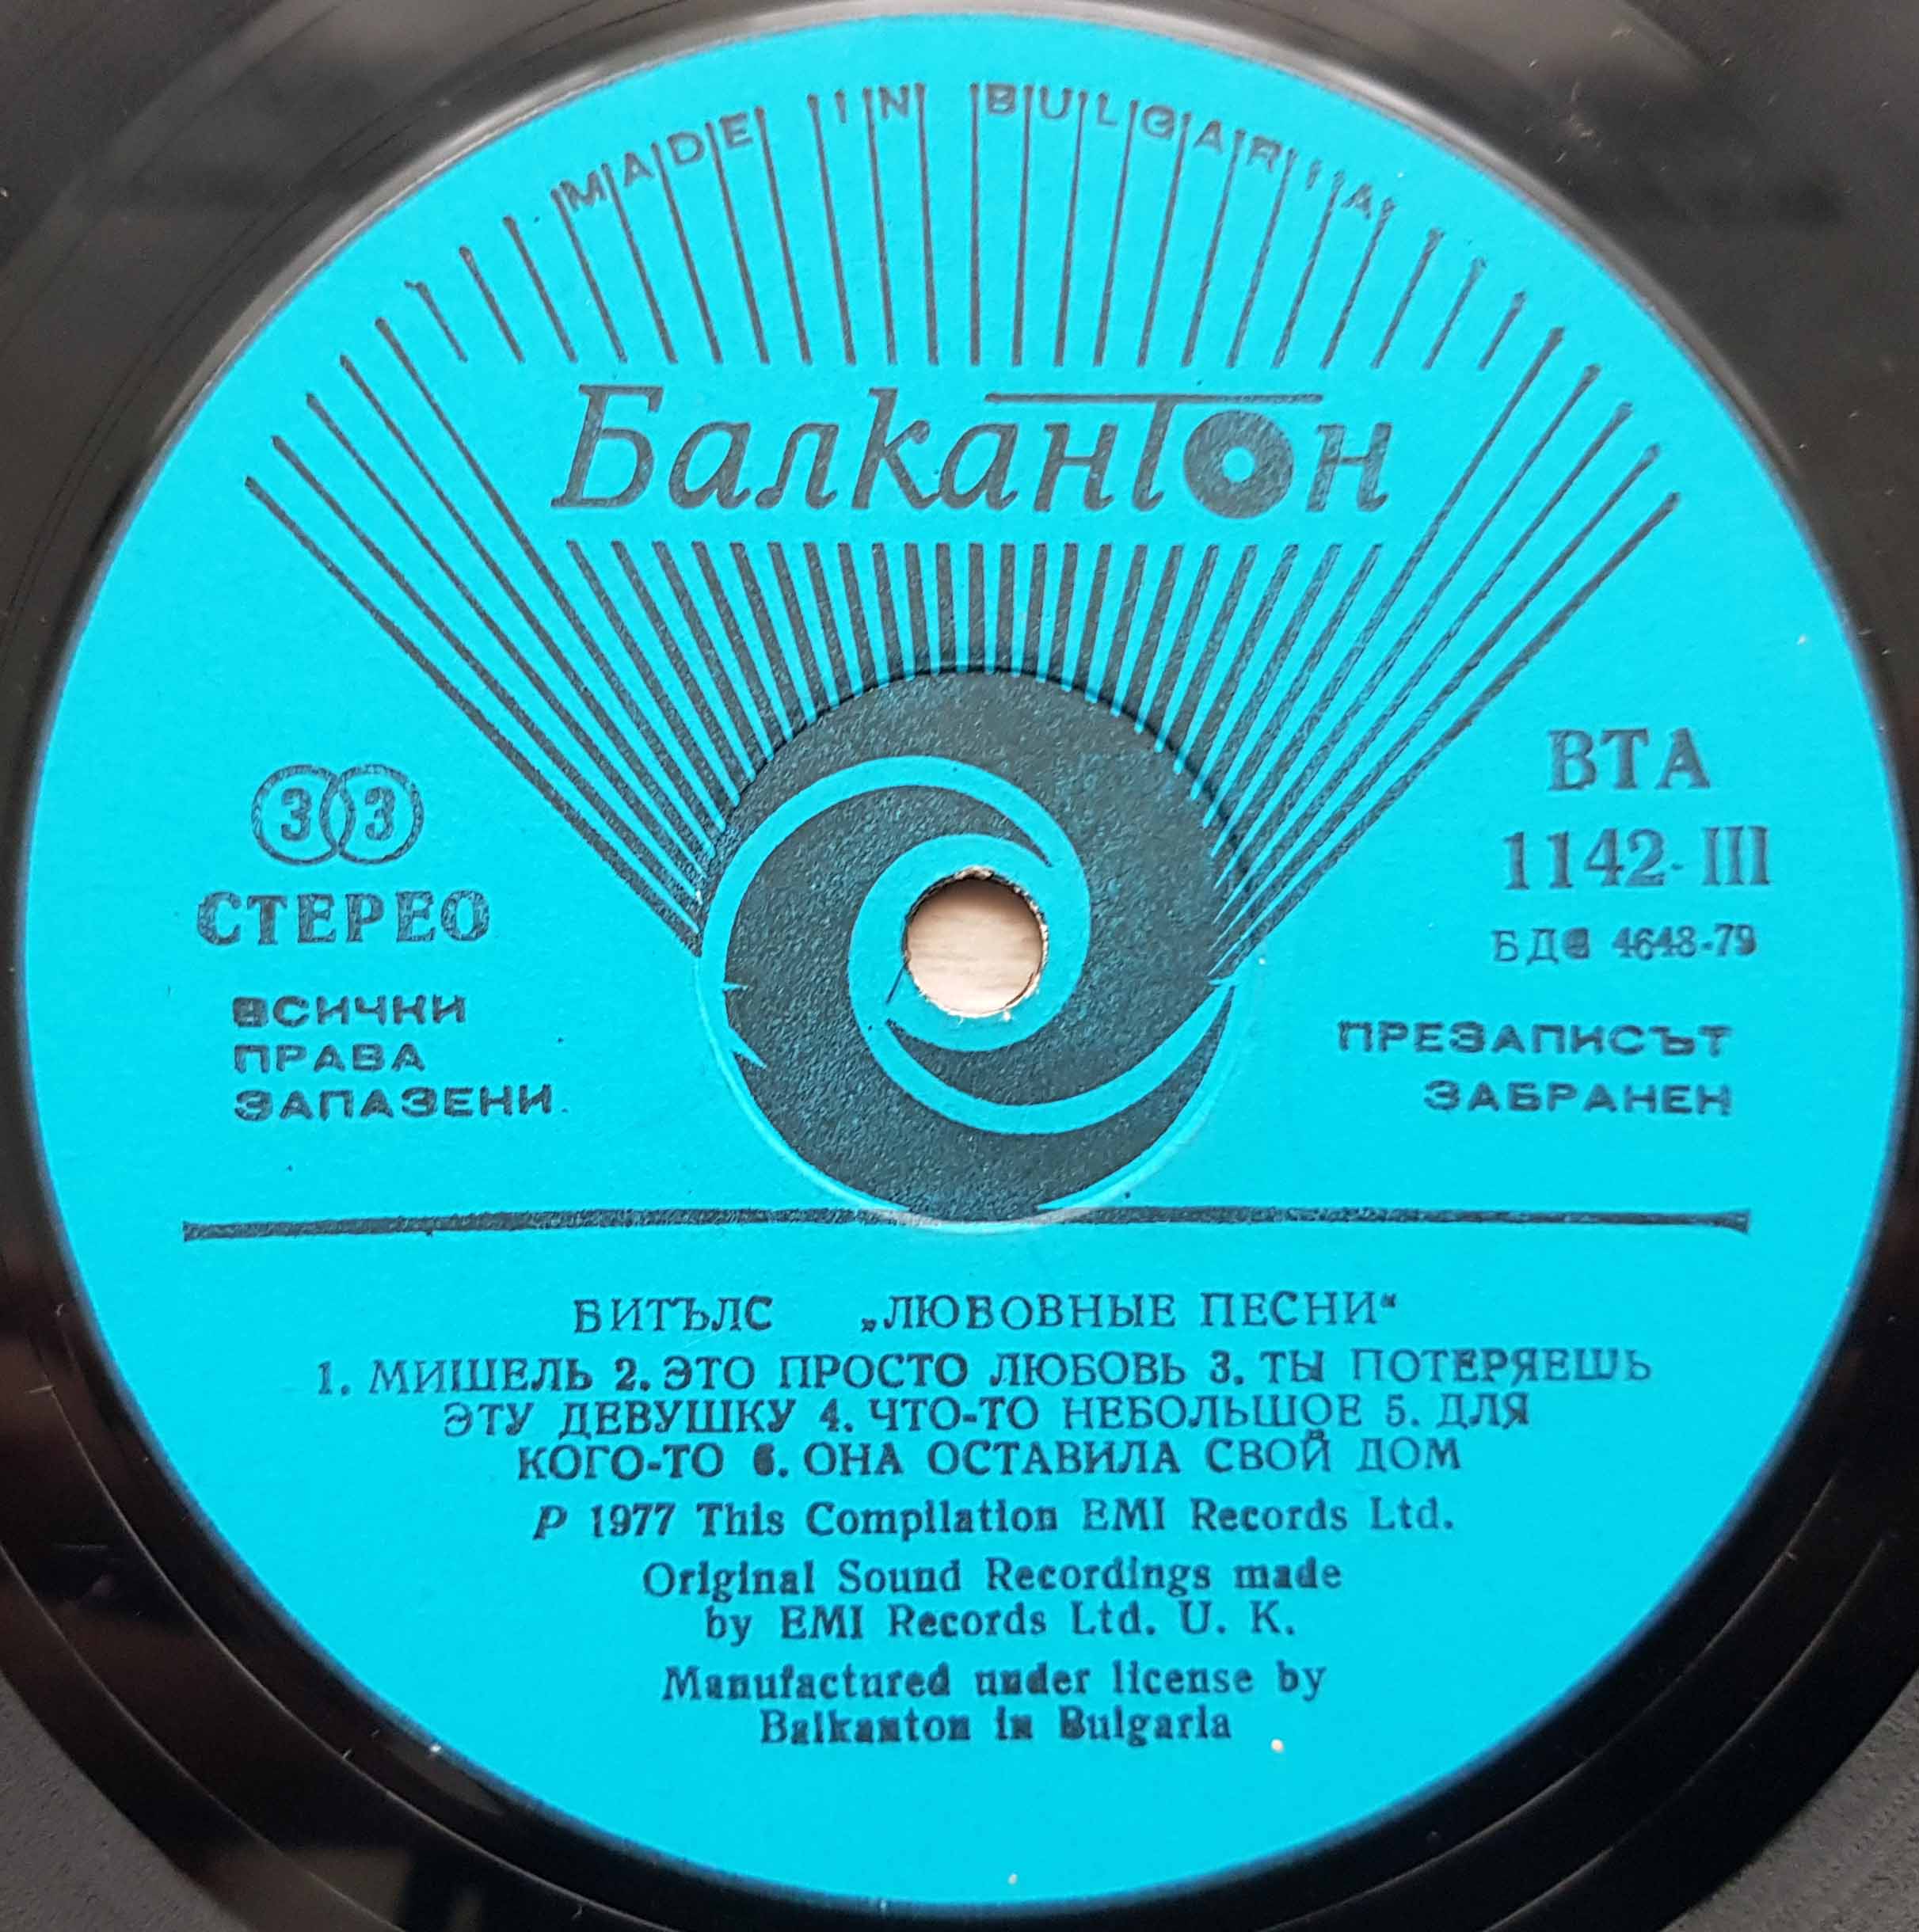 MADE IN BULGARIA
Балкантон
33
СТЕРЕО
ВСИЧКИ
ПРАВА
ЗАПАЗЕНИ.
ВТА
1142-III
БДС 4648-79
ПРЕЗАПИСЪТ
ЗАБРАНЕН
БИТЪЛС „ЛЮБОВНЫЕ ПЕСНИ“
1. МИШЕЛЬ 2. ЭТО ПРОСТО ЛЮБОВЬ 3. ТЫ ПОТЕРЯЕШЬ
ЭТУ ДЕВУШКУ 4. ЧТО-ТО НЕБОЛЬШОЕ 5. ДЛЯ
КОГО-ТО 6. ОНА ОСТАВИЛА СВОЙ ДОМ
P 1977 This Compilation EMI Records Ltd.
Original Sound Recordings made
by EMI Records Ltd. U. K.
Manufactured under license by
Balkanton in Bulgaria